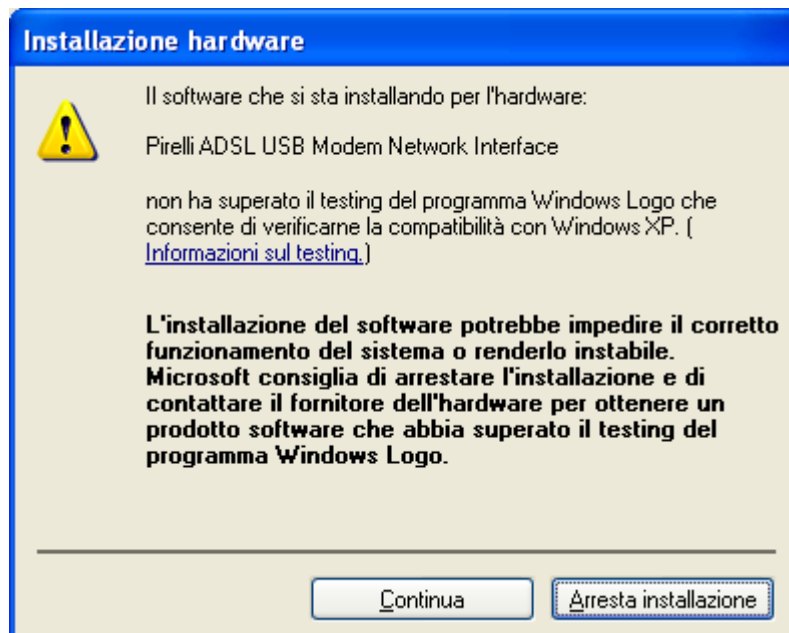 Installazione hardware
Il software che si sta installando per l'hardware:
Pirelli ADSL USB Modem Network Interface
non ha superato il testing del programma Windows Logo che
consente di verificarne la compatibilità con Windows XP. (
Informazioni sul testing.)
L'installazione del software potrebbe impedire il corretto
funzionamento del sistema o renderlo instabile.
Microsoft consiglia di arrestare l'installazione e di
contattare il fornitore dell'hardware per ottenere un
prodotto software che abbia superato il testing del
programma Windows Logo.
Continua
Arresta installazione